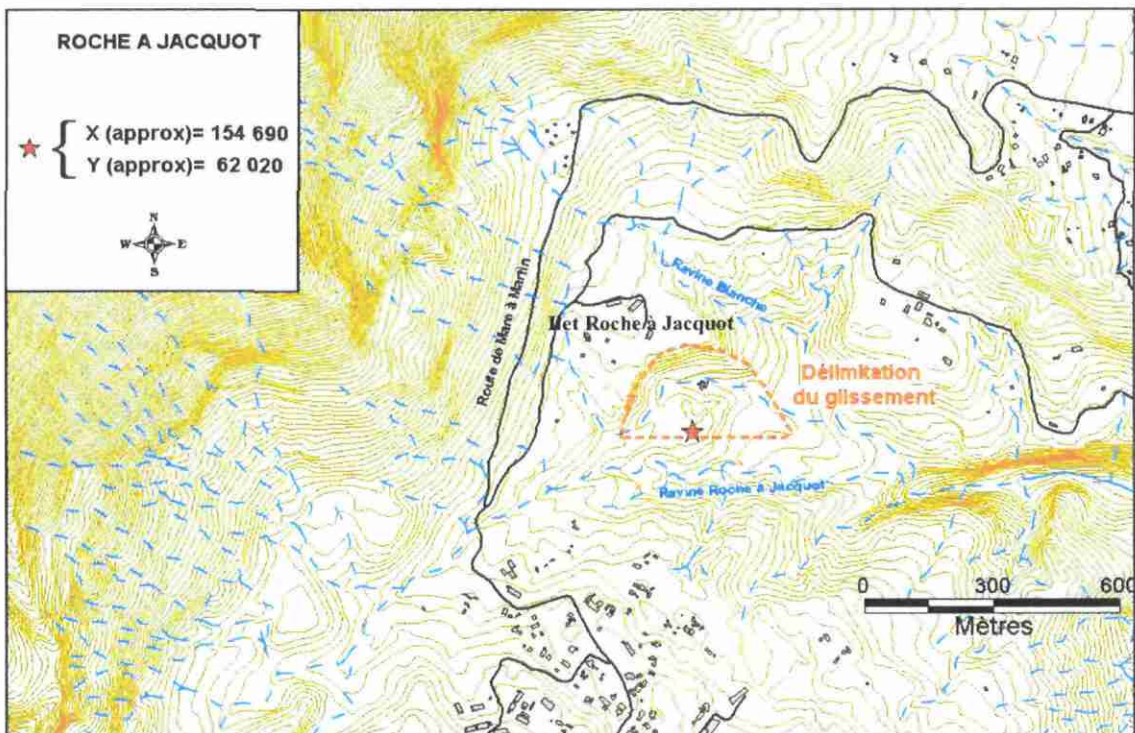 ROCHE A JACQUOT
X (approx)= 154 690
Y (approx)= 62 020
N
W E
S
Route de Mare à Martin
Ravine Blanche
Ilet Roche à Jacquot
Délimitation
du glissement
Ravine Roche à Jacquot
0 300 600
Mètres